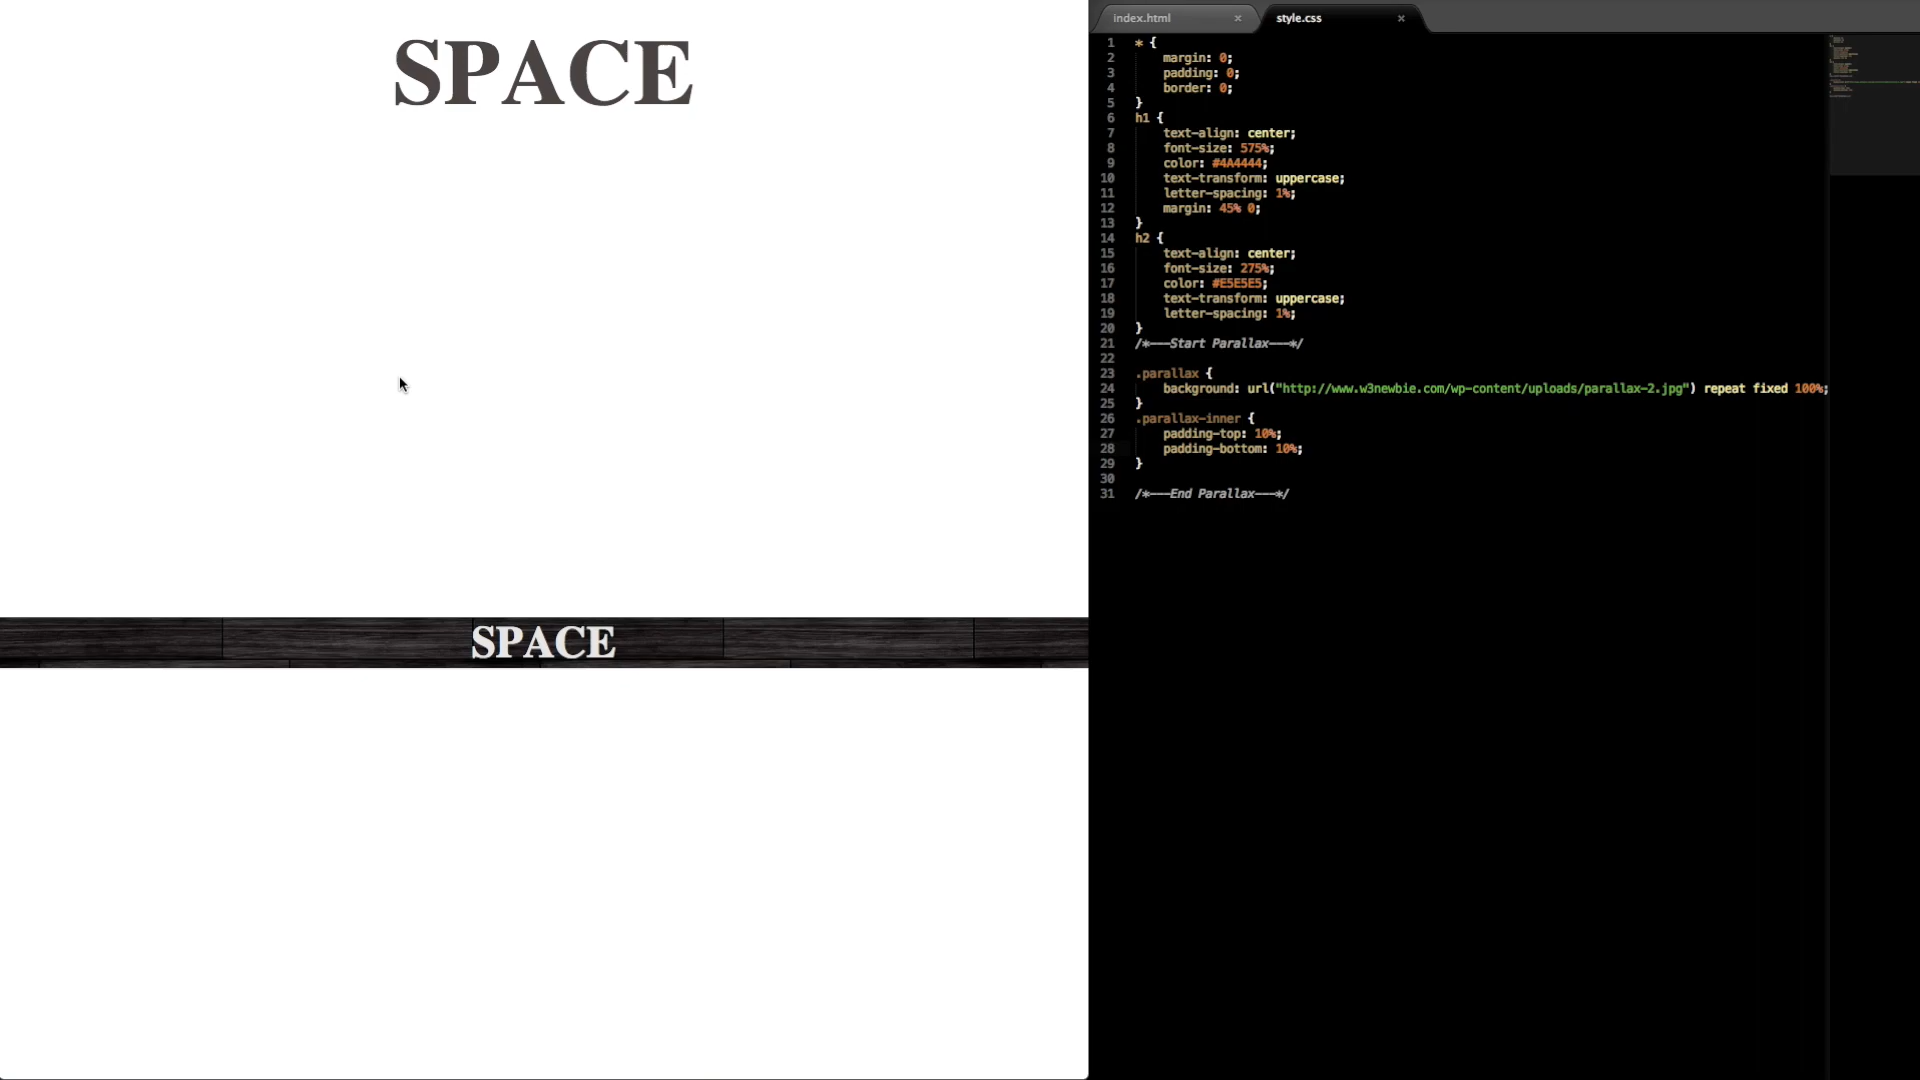 SPACE
SPACE
index.html ×
style.css ×
1 * {
2 margin: 0;
3 padding: 0;
4 border: 0;
5 }
6 h1 {
7 text-align: center;
8 font-size: 575%;
9 color: #4A4444;
10 text-transform: uppercase;
11 letter-spacing: 1%;
12 margin: 45% 0;
13 }
14 h2 {
15 text-align: center;
16 font-size: 275%;
17 color: #E5E5E5;
18 text-transform: uppercase;
19 letter-spacing: 1%;
20 }
21 /*---Start Parallax---*/
22
23 .parallax {
24 background: url("http://www.w3newbie.com/wp-content/uploads/parallax-2.jpg") repeat fixed 100%;
25 }
26 .parallax-inner {
27 padding-top: 10%;
28 padding-bottom: 10%;
29 }
30
31 /*---End Parallax---*/